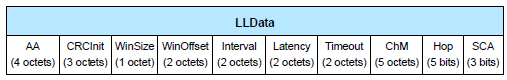 LLData
AA CRCInit WinSize WinOffset Interval Latency Timeout ChM Hop SCA
(4 octets) (3 octets) (1 octet) (2 octets) (2 octets) (2 octets) (2 octets) (5 octets) (5 bits) (3 bits)